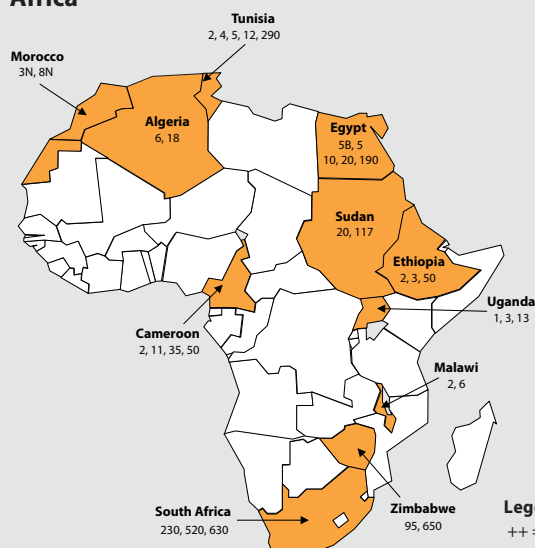 Africa
Tunisia
2, 4, 5, 12, 290
Morocco
3N, 8N
Algeria
6, 18
Egypt
5B, 5
10, 20, 190
Sudan
20, 117
Ethiopia
2, 3, 50
Uganda
1, 3, 13
Cameroon
2, 11, 35, 50
Malawi
2, 6
South Africa
230, 520, 630
Zimbabwe
95, 650
++ =